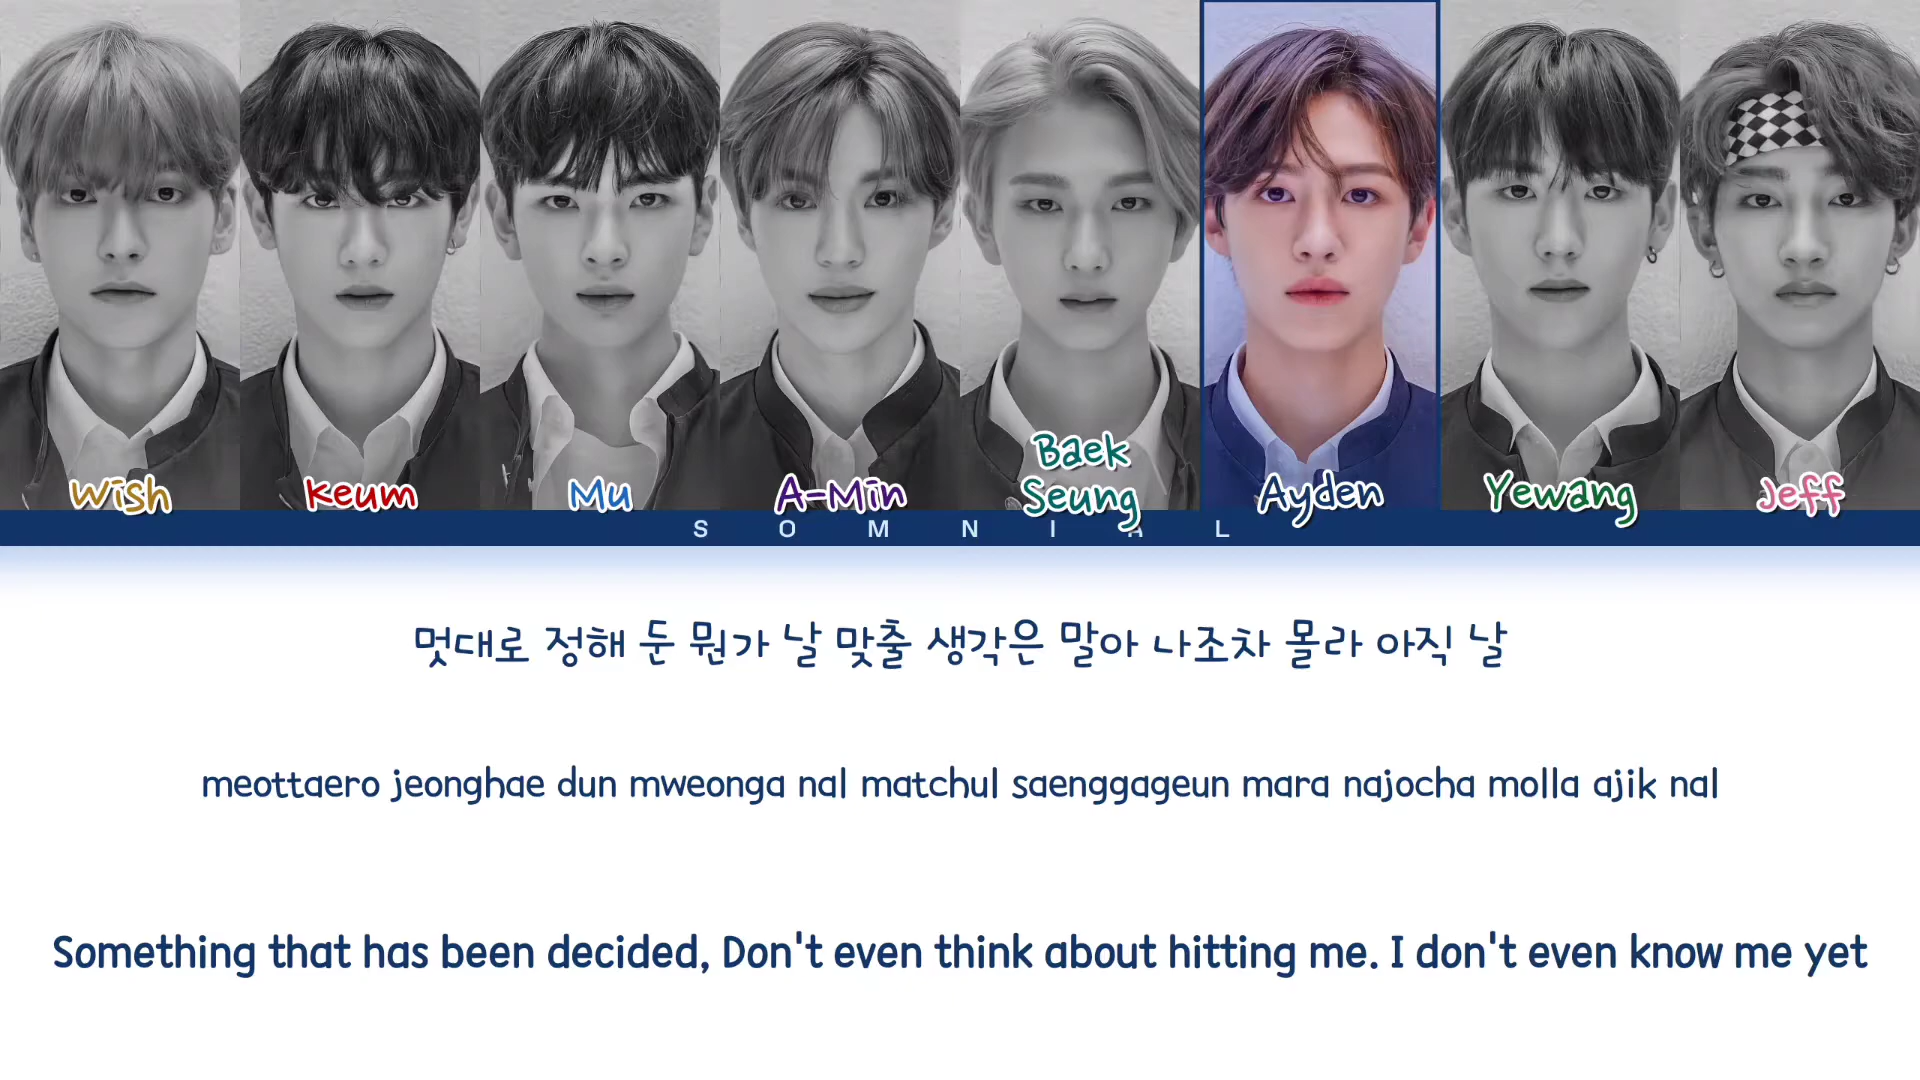 Wish
Keum
Mu
A-Min
Baek
Seung
Ayden
Yewang
Jeff
SOMNIAL
멋대로 정해 둔 뭔가 날 맞출 생각은 말아 나조차 몰라 아직 날
meottaero jeonghae dun mweonga nal matchul saenggageun mara najocha molla ajik nal
Something that has been decided, Don't even think about hitting me. I don't even know me yet